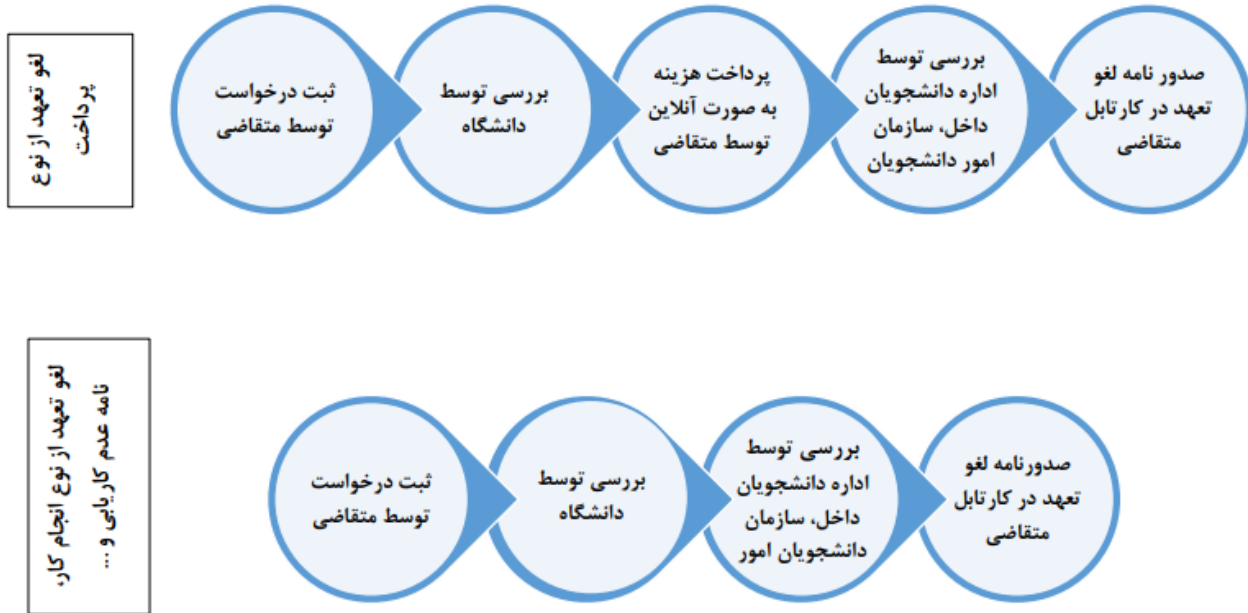 لغو تعهد از نوع
پرداخت
ثبت درخواست
توسط متقاضی
بررسی توسط
دانشگاه
پرداخت هزینه
به صورت آنلاین
توسط متقاضی
بررسی توسط
اداره دانشجویان
داخل، سازمان
امور دانشجویان
صدور نامه لغو
تعهد در کارتابل
متقاضی
لغو تعهد از نوع انجام کار،
نامه عدم کاریابی و ...
ثبت درخواست
توسط متقاضی
بررسی توسط
دانشگاه
بررسی توسط
اداره دانشجویان
داخل، سازمان
دانشجویان امور
صدورنامه لغو
تعهد در کارتابل
متقاضی